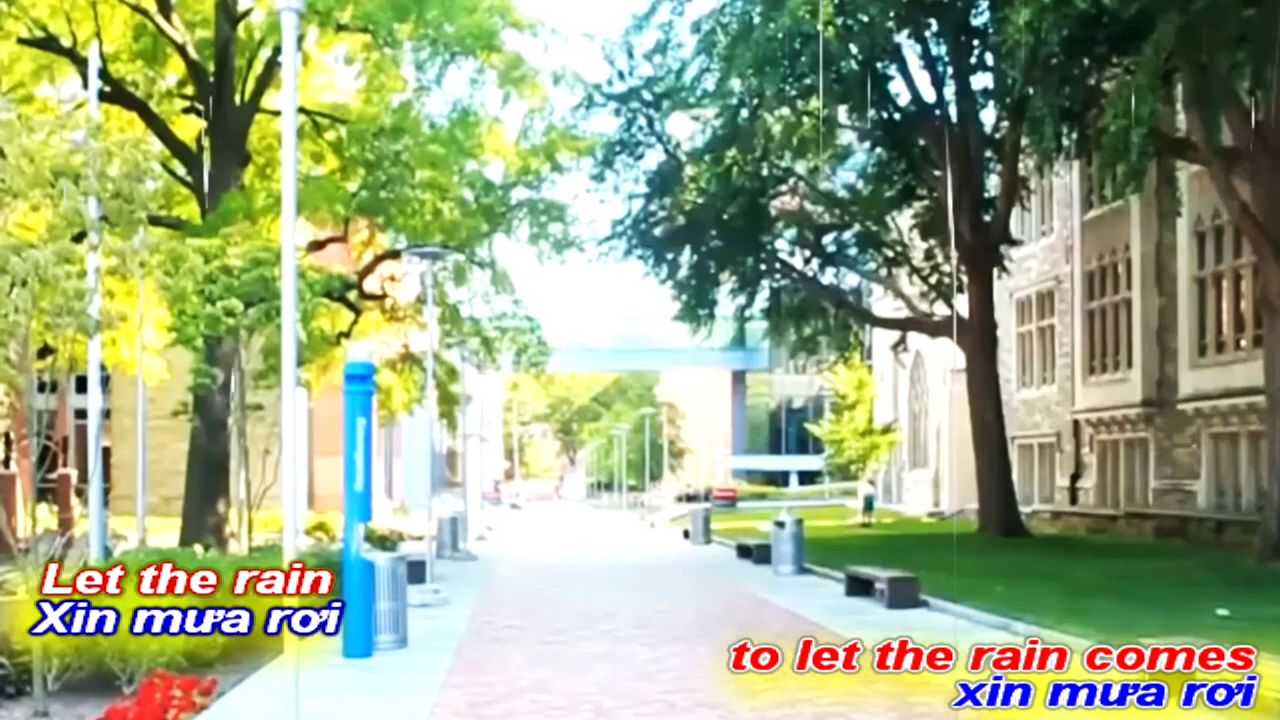 Let the rain
Xin mưa rơi
to let the rain comes
xin mưa rơi